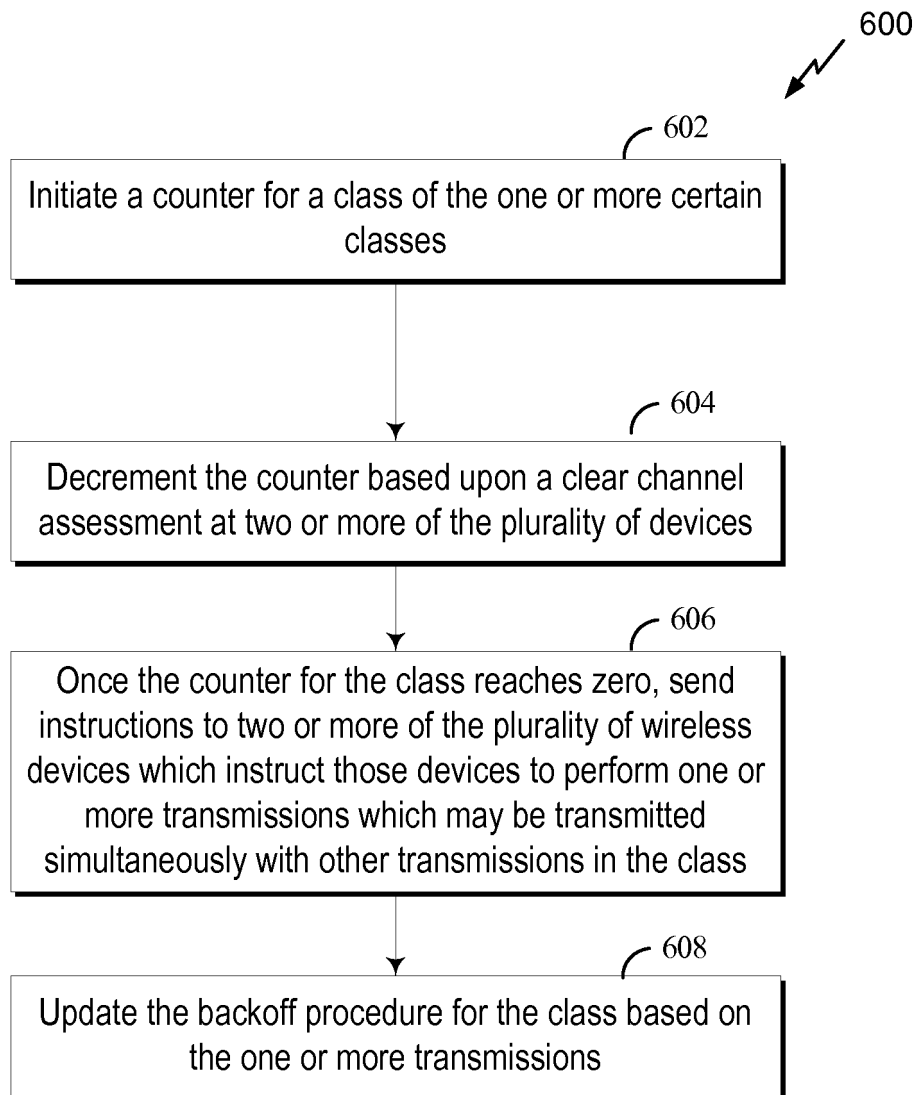 600
602
Initiate a counter for a class of the one or more certain
classes
604
Decrement the counter based upon a clear channel
assessment at two or more of the plurality of devices
606
Once the counter for the class reaches zero, send
instructions to two or more of the plurality of wireless
devices which instruct those devices to perform one or
more transmissions which may be transmitted
simultaneously with other transmissions in the class
608
Update the backoff procedure for the class based on
the one or more transmissions